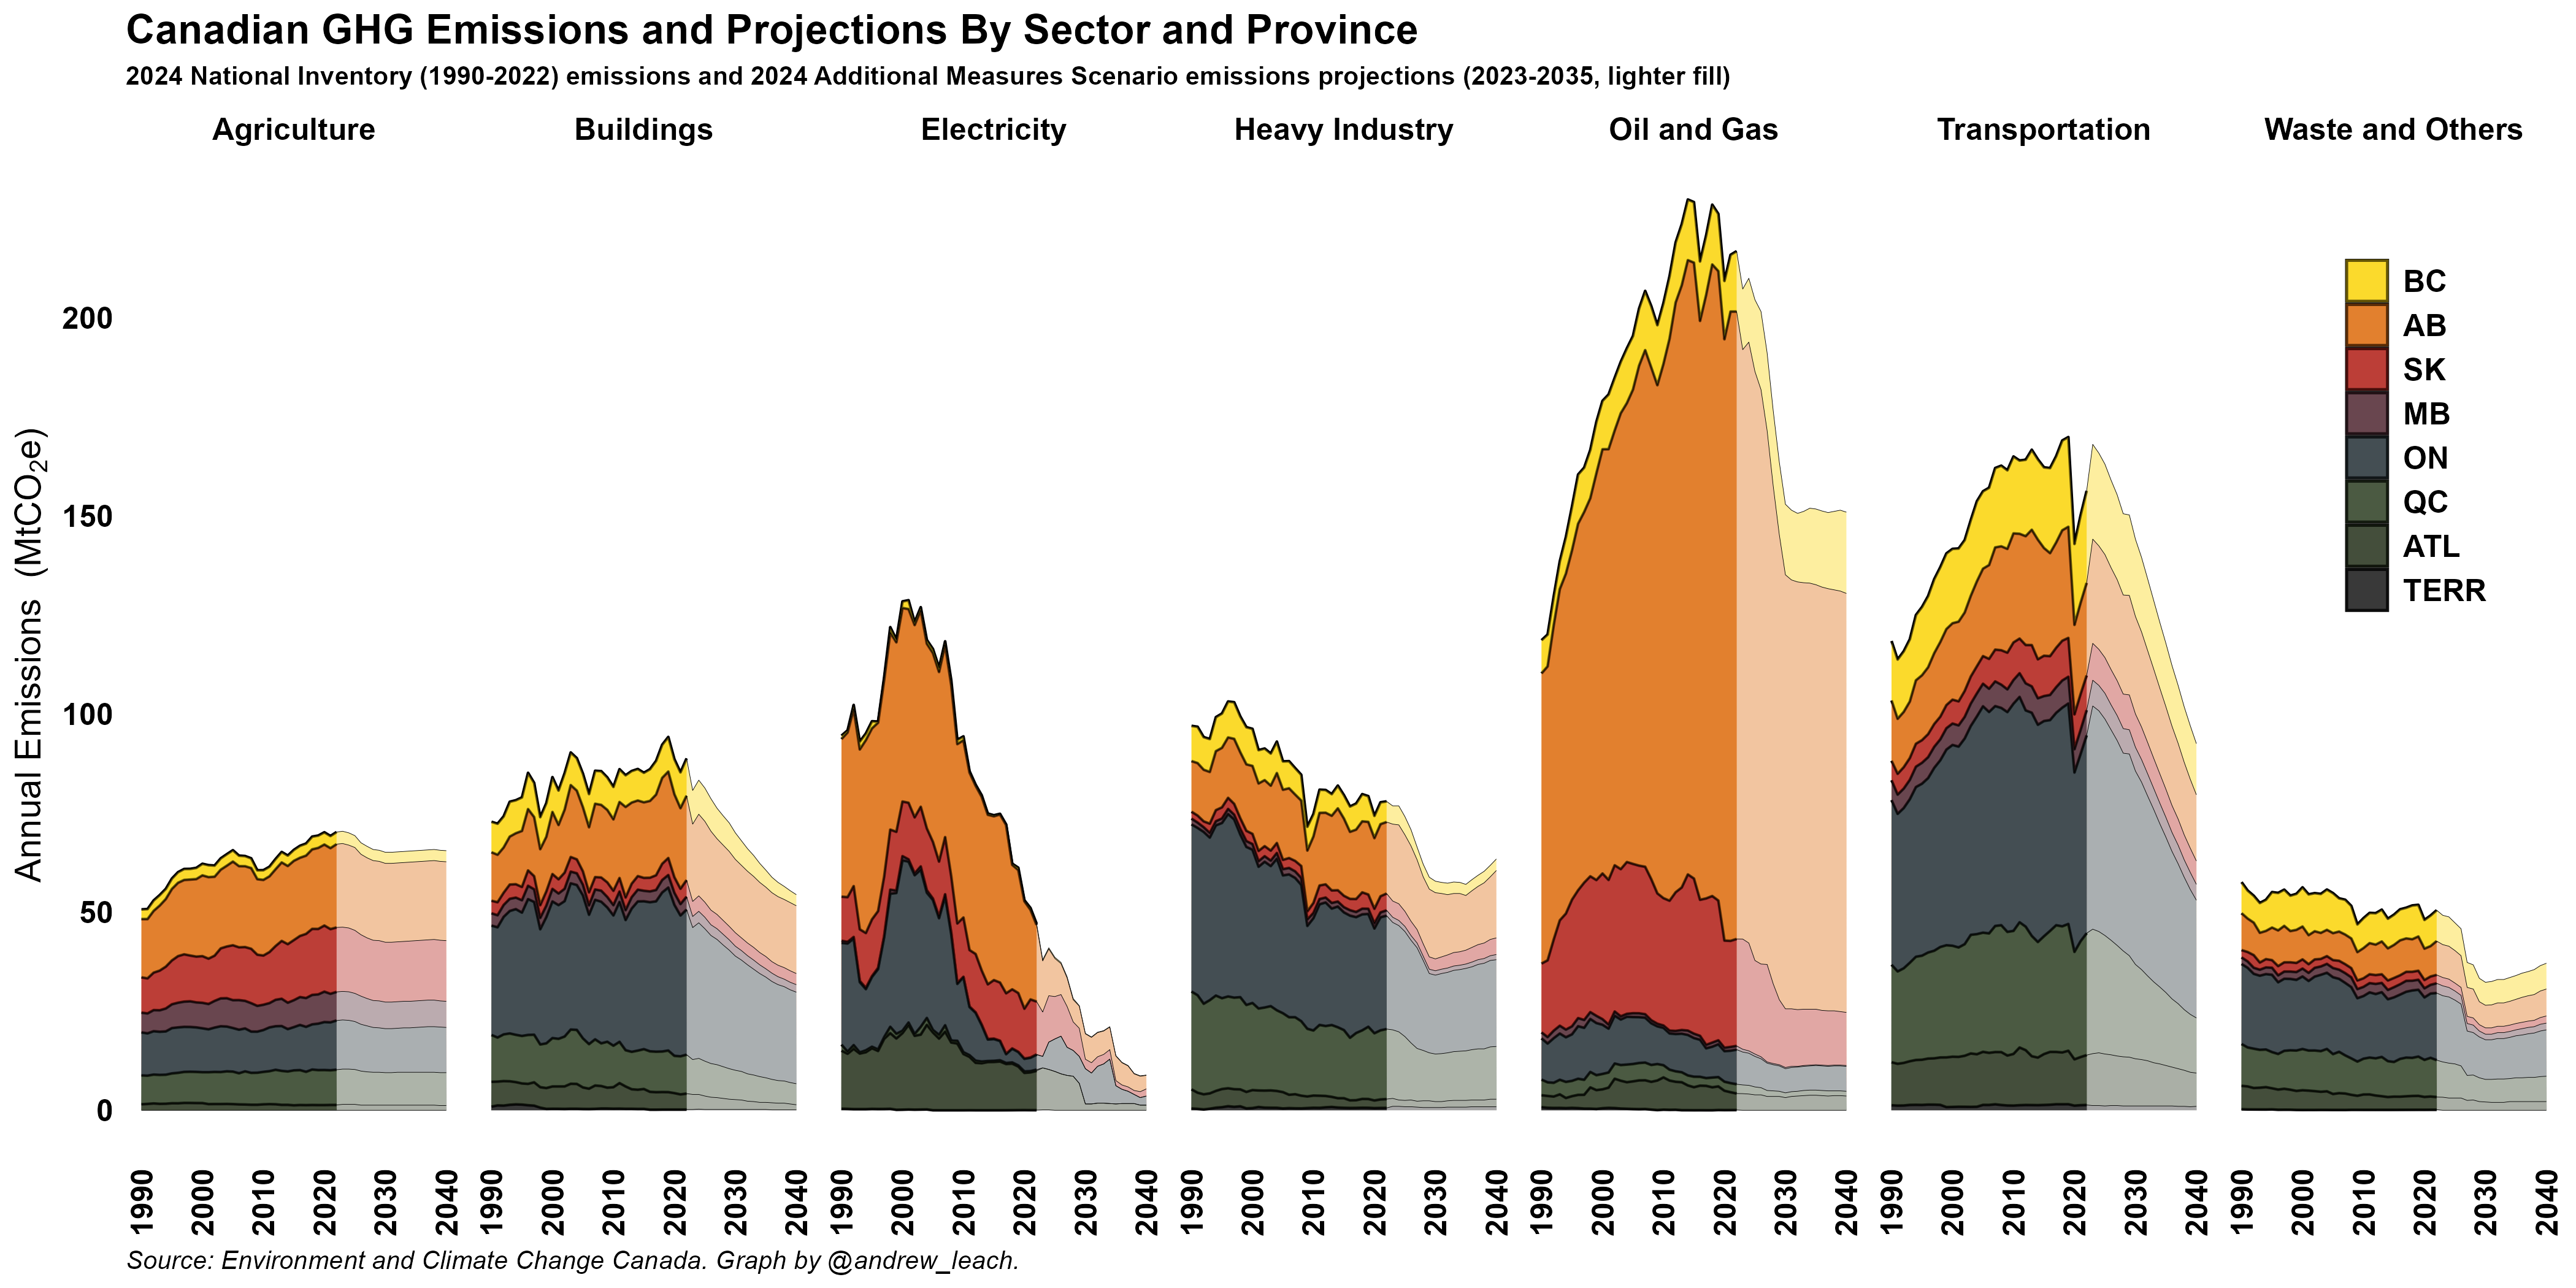 Canadian GHG Emissions and Projections By Sector and Province
2024 National Inventory (1990-2022) emissions and 2024 Additional Measures Scenario emissions projections (2023-2035, lighter fill)
Agriculture Buildings Electricity Heavy Industry Oil and Gas Transportation Waste and Others
Annual Emissions (MtCO₂e)
200
150
100
50
0
BC
AB
SK
MB
ON
QC
ATL
TERR
1990 2000 2010 2020 2030 2040 1990 2000 2010 2020 2030 2040 1990 2000 2010 2020 2030 2040 1990 2000 2010 2020 2030 2040 1990 2000 2010 2020 2030 2040 1990 2000 2010 2020 2030 2040 1990 2000 2010 2020 2030 2040
Source: Environment and Climate Change Canada. Graph by @andrew_leach.